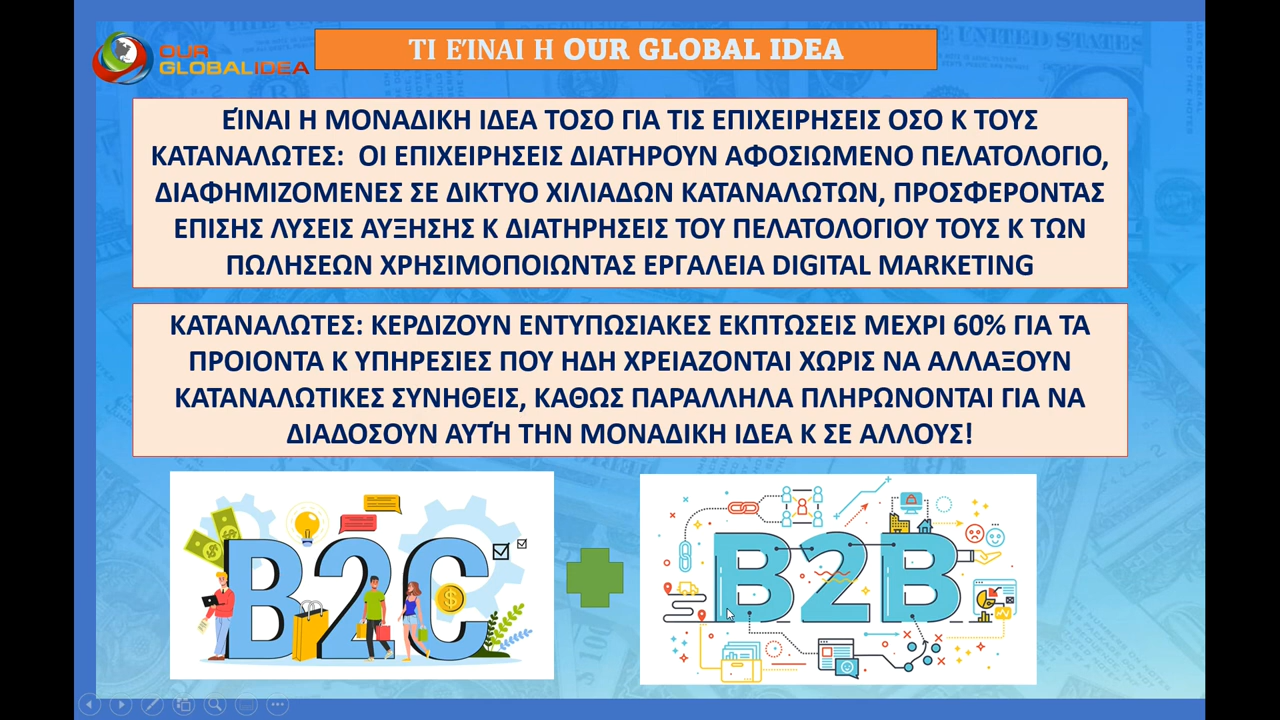 OUR
GLOBALIDEA
ΤΙ ΕΊΝΑΙ Η OUR GLOBAL IDEA
ΕΊΝΑΙ Η ΜΟΝΑΔΙΚΗ ΙΔΕΑ ΤΟΣΟ ΓΙΑ ΤΙΣ ΕΠΙΧΕΙΡΗΣΕΙΣ ΟΣΟ Κ ΤΟΥΣ
ΚΑΤΑΝΑΛΩΤΕΣ: ΟΙ ΕΠΙΧΕΙΡΗΣΕΙΣ ΔΙΑΤΗΡΟΥΝ ΑΦΟΣΙΩΜΕΝΟ ΠΕΛΑΤΟΛΟΓΙΟ,
ΔΙΑΦΗΜΙΖΟΜΕΝΕΣ ΣΕ ΔΙΚΤΥΟ ΧΙΛΙΑΔΩΝ ΚΑΤΑΝΑΛΩΤΩΝ, ΠΡΟΣΦΕΡΟΝΤΑΣ
ΕΠΙΣΗΣ ΛΥΣΕΙΣ ΑΥΞΗΣΗΣ Κ ΔΙΑΤΗΡΗΣΕΙΣ ΤΟΥ ΠΕΛΑΤΟΛΟΓΙΟΥ ΤΟΥΣ Κ ΤΩΝ
ΠΩΛΗΣΕΩΝ ΧΡΗΣΙΜΟΠΟΙΩΝΤΑΣ ΕΡΓΑΛΕΙΑ DIGITAL MARKETING
ΚΑΤΑΝΑΛΩΤΕΣ: ΚΕΡΔΙΖΟΥΝ ΕΝΤΥΠΩΣΙΑΚΕΣ ΕΚΠΤΩΣΕΙΣ ΜΕΧΡΙ 60% ΓΙΑ ΤΑ
ΠΡΟΙΟΝΤΑ Κ ΥΠΗΡΕΣΙΕΣ ΠΟΥ ΗΔΗ ΧΡΕΙΑΖΟΝΤΑΙ ΧΩΡΙΣ ΝΑ ΑΛΛΑΞΟΥΝ
ΚΑΤΑΝΑΛΩΤΙΚΕΣ ΣΥΝΗΘΕΙΣ, ΚΑΘΩΣ ΠΑΡΑΛΛΗΛΑ ΠΛΗΡΩΝΟΝΤΑΙ ΓΙΑ ΝΑ
ΔΙΑΔΟΣΟΥΝ ΑΥΤΉ ΤΗΝ ΜΟΝΑΔΙΚΗ ΙΔΕΑ Κ ΣΕ ΑΛΛΟΥΣ!
B2C
B2B